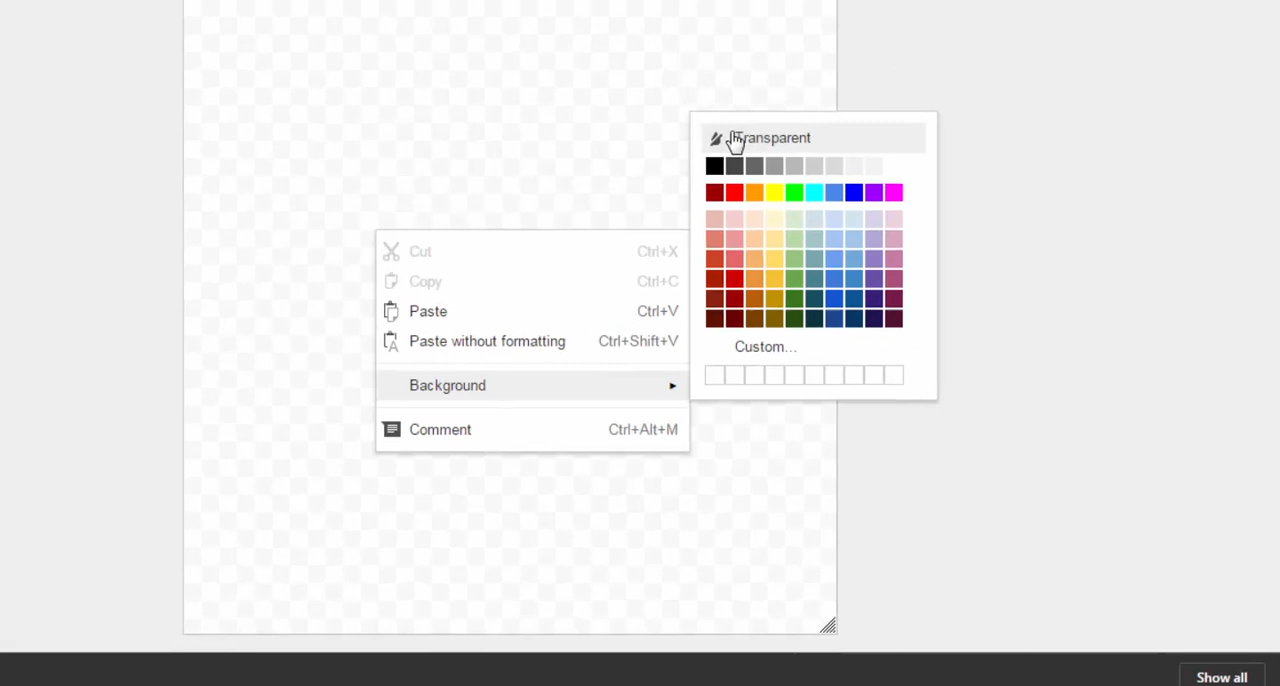 Transparent
Cut Ctrl+X
Copy Ctrl+C
Paste Ctrl+V
Paste without formatting Ctrl+Shift+V
Background
Comment Ctrl+Alt+M
Custom...
Show all